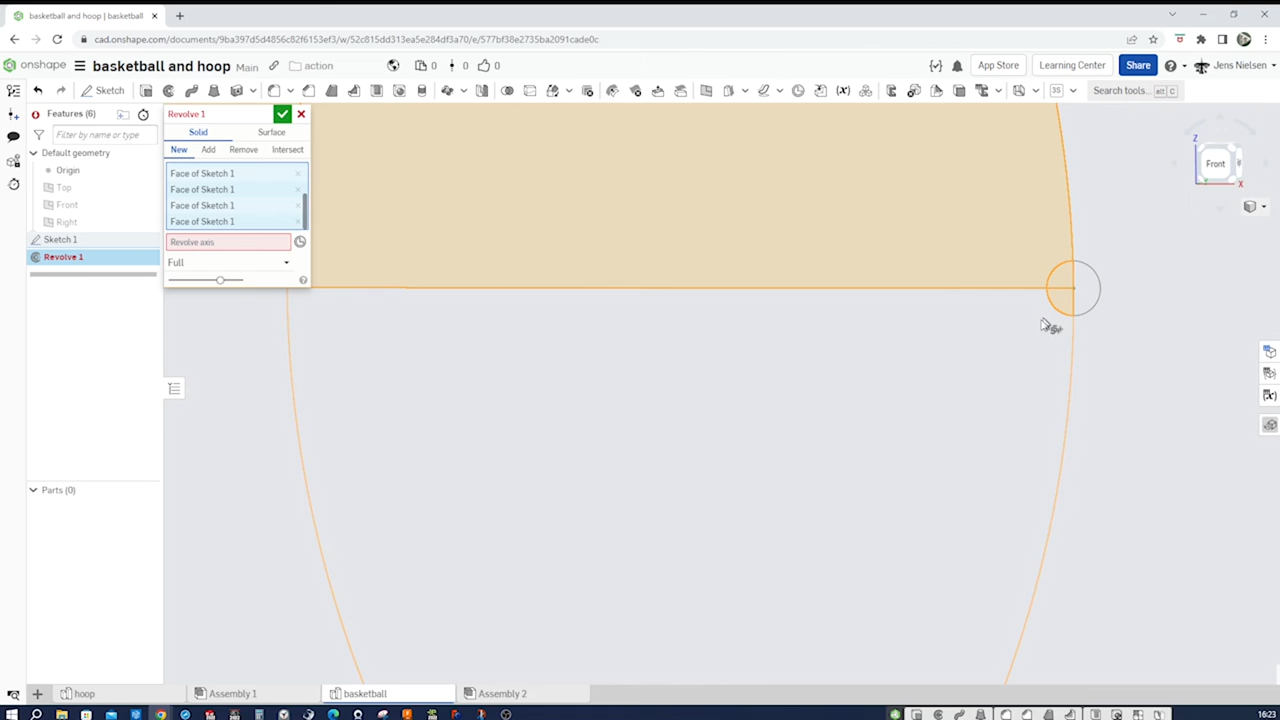 basketball and hoop | basketball
cad.onshape.com/documents/9ba397d5d4856c82f6153ef3/w/52c815dd313ea5e284df3a70/e/577bf38e2735ba2091cade0c
onshape
basketball and hoop
Main
action
0
0
0
App Store
Learning Center
Share
Jens Nielsen
Sketch
Search tools...
alt
C
Features (6)
Filter by name or type
Default geometry
Origin
Top
Front
Right
Sketch 1
Revolve 1
Parts (0)
Revolve 1
Solid
Surface
New
Add
Remove
Intersect
Face of Sketch 1
Face of Sketch 1
Face of Sketch 1
Face of Sketch 1
Revolve axis
Full
Z
Front
X
hoop
Assembly 1
basketball
Assembly 2
16:23